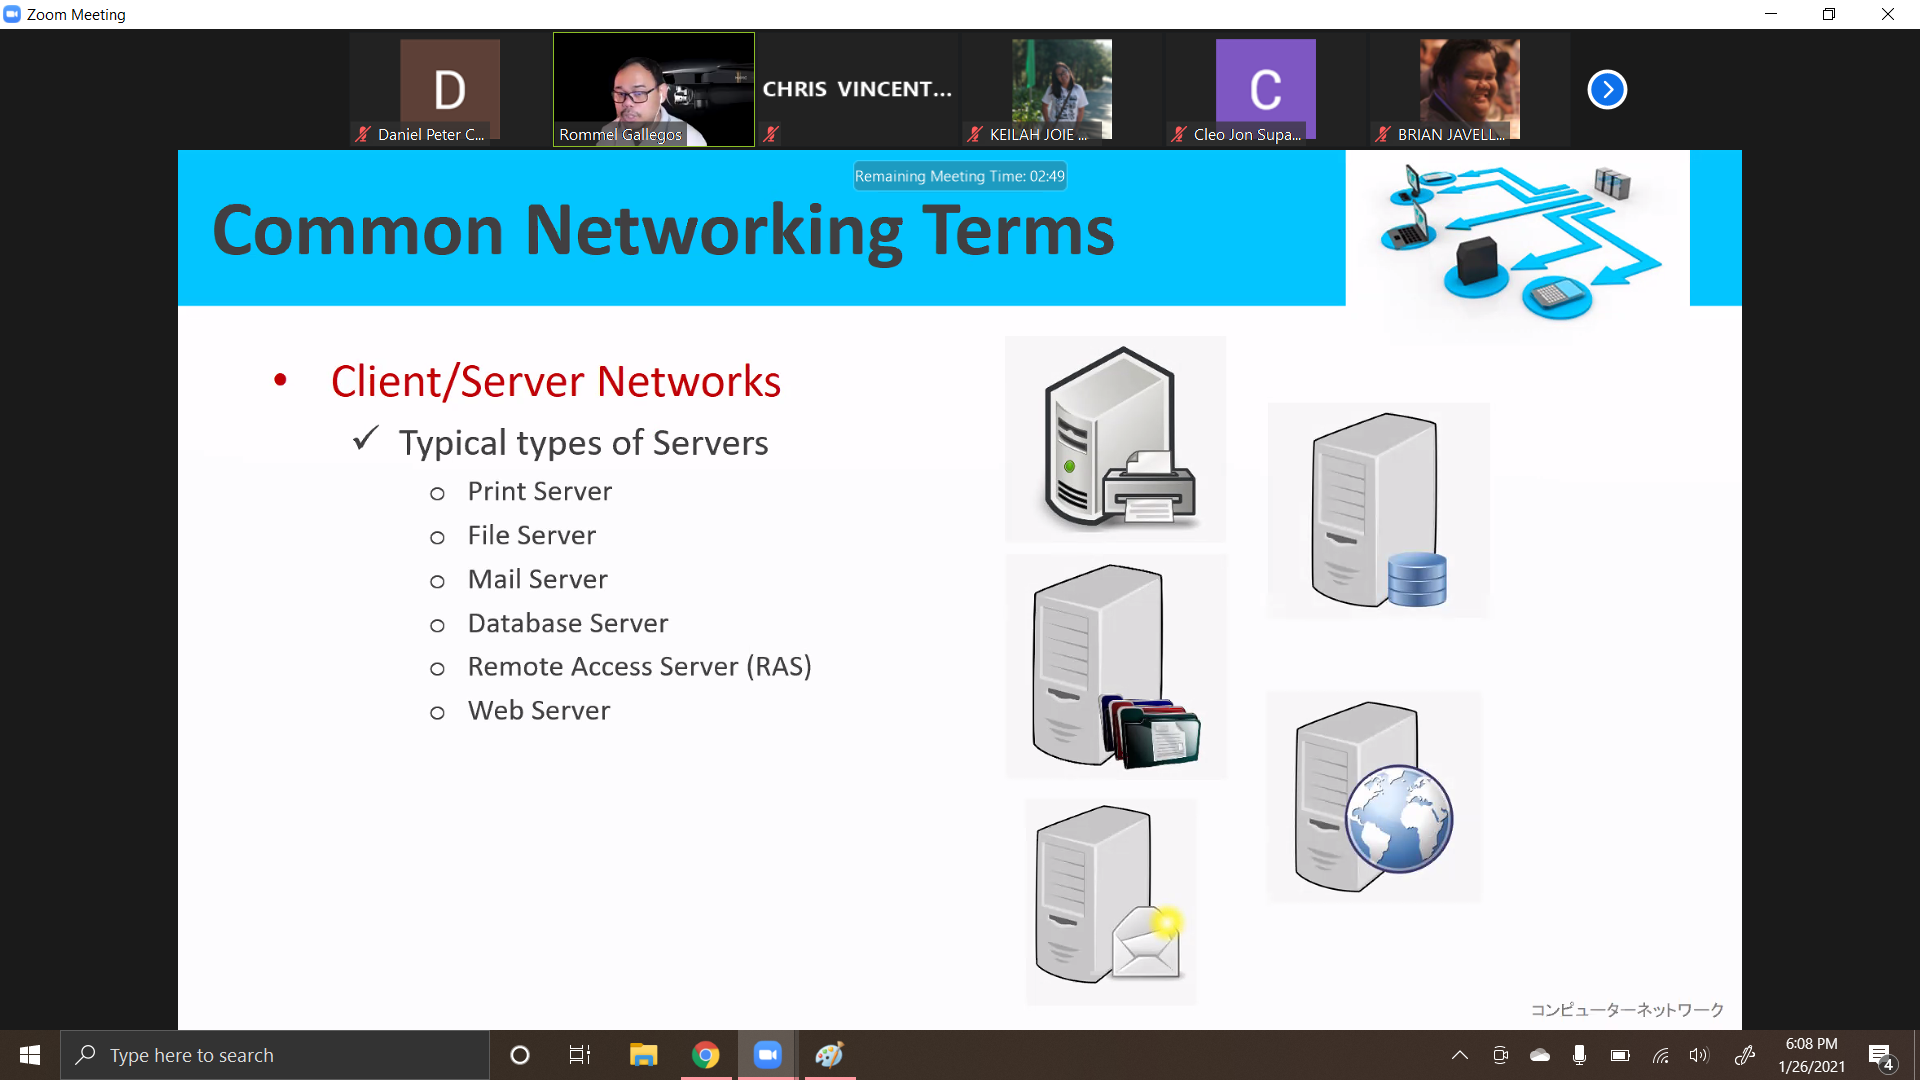 Zoom Meeting
D
Daniel Peter C...
Rommel Gallegos
CHRIS VINCENT...
KEILAH JOIE ...
C
Cleo Jon Supa...
BRIAN JAVELL...
Remaining Meeting Time: 02:49
Common Networking Terms
• Client/Server Networks
✓ Typical types of Servers
o Print Server
o File Server
o Mail Server
o Database Server
o Remote Access Server (RAS)
o Web Server
コンピューターネットワーク
Type here to search
6:08 PM
1/26/2021
4